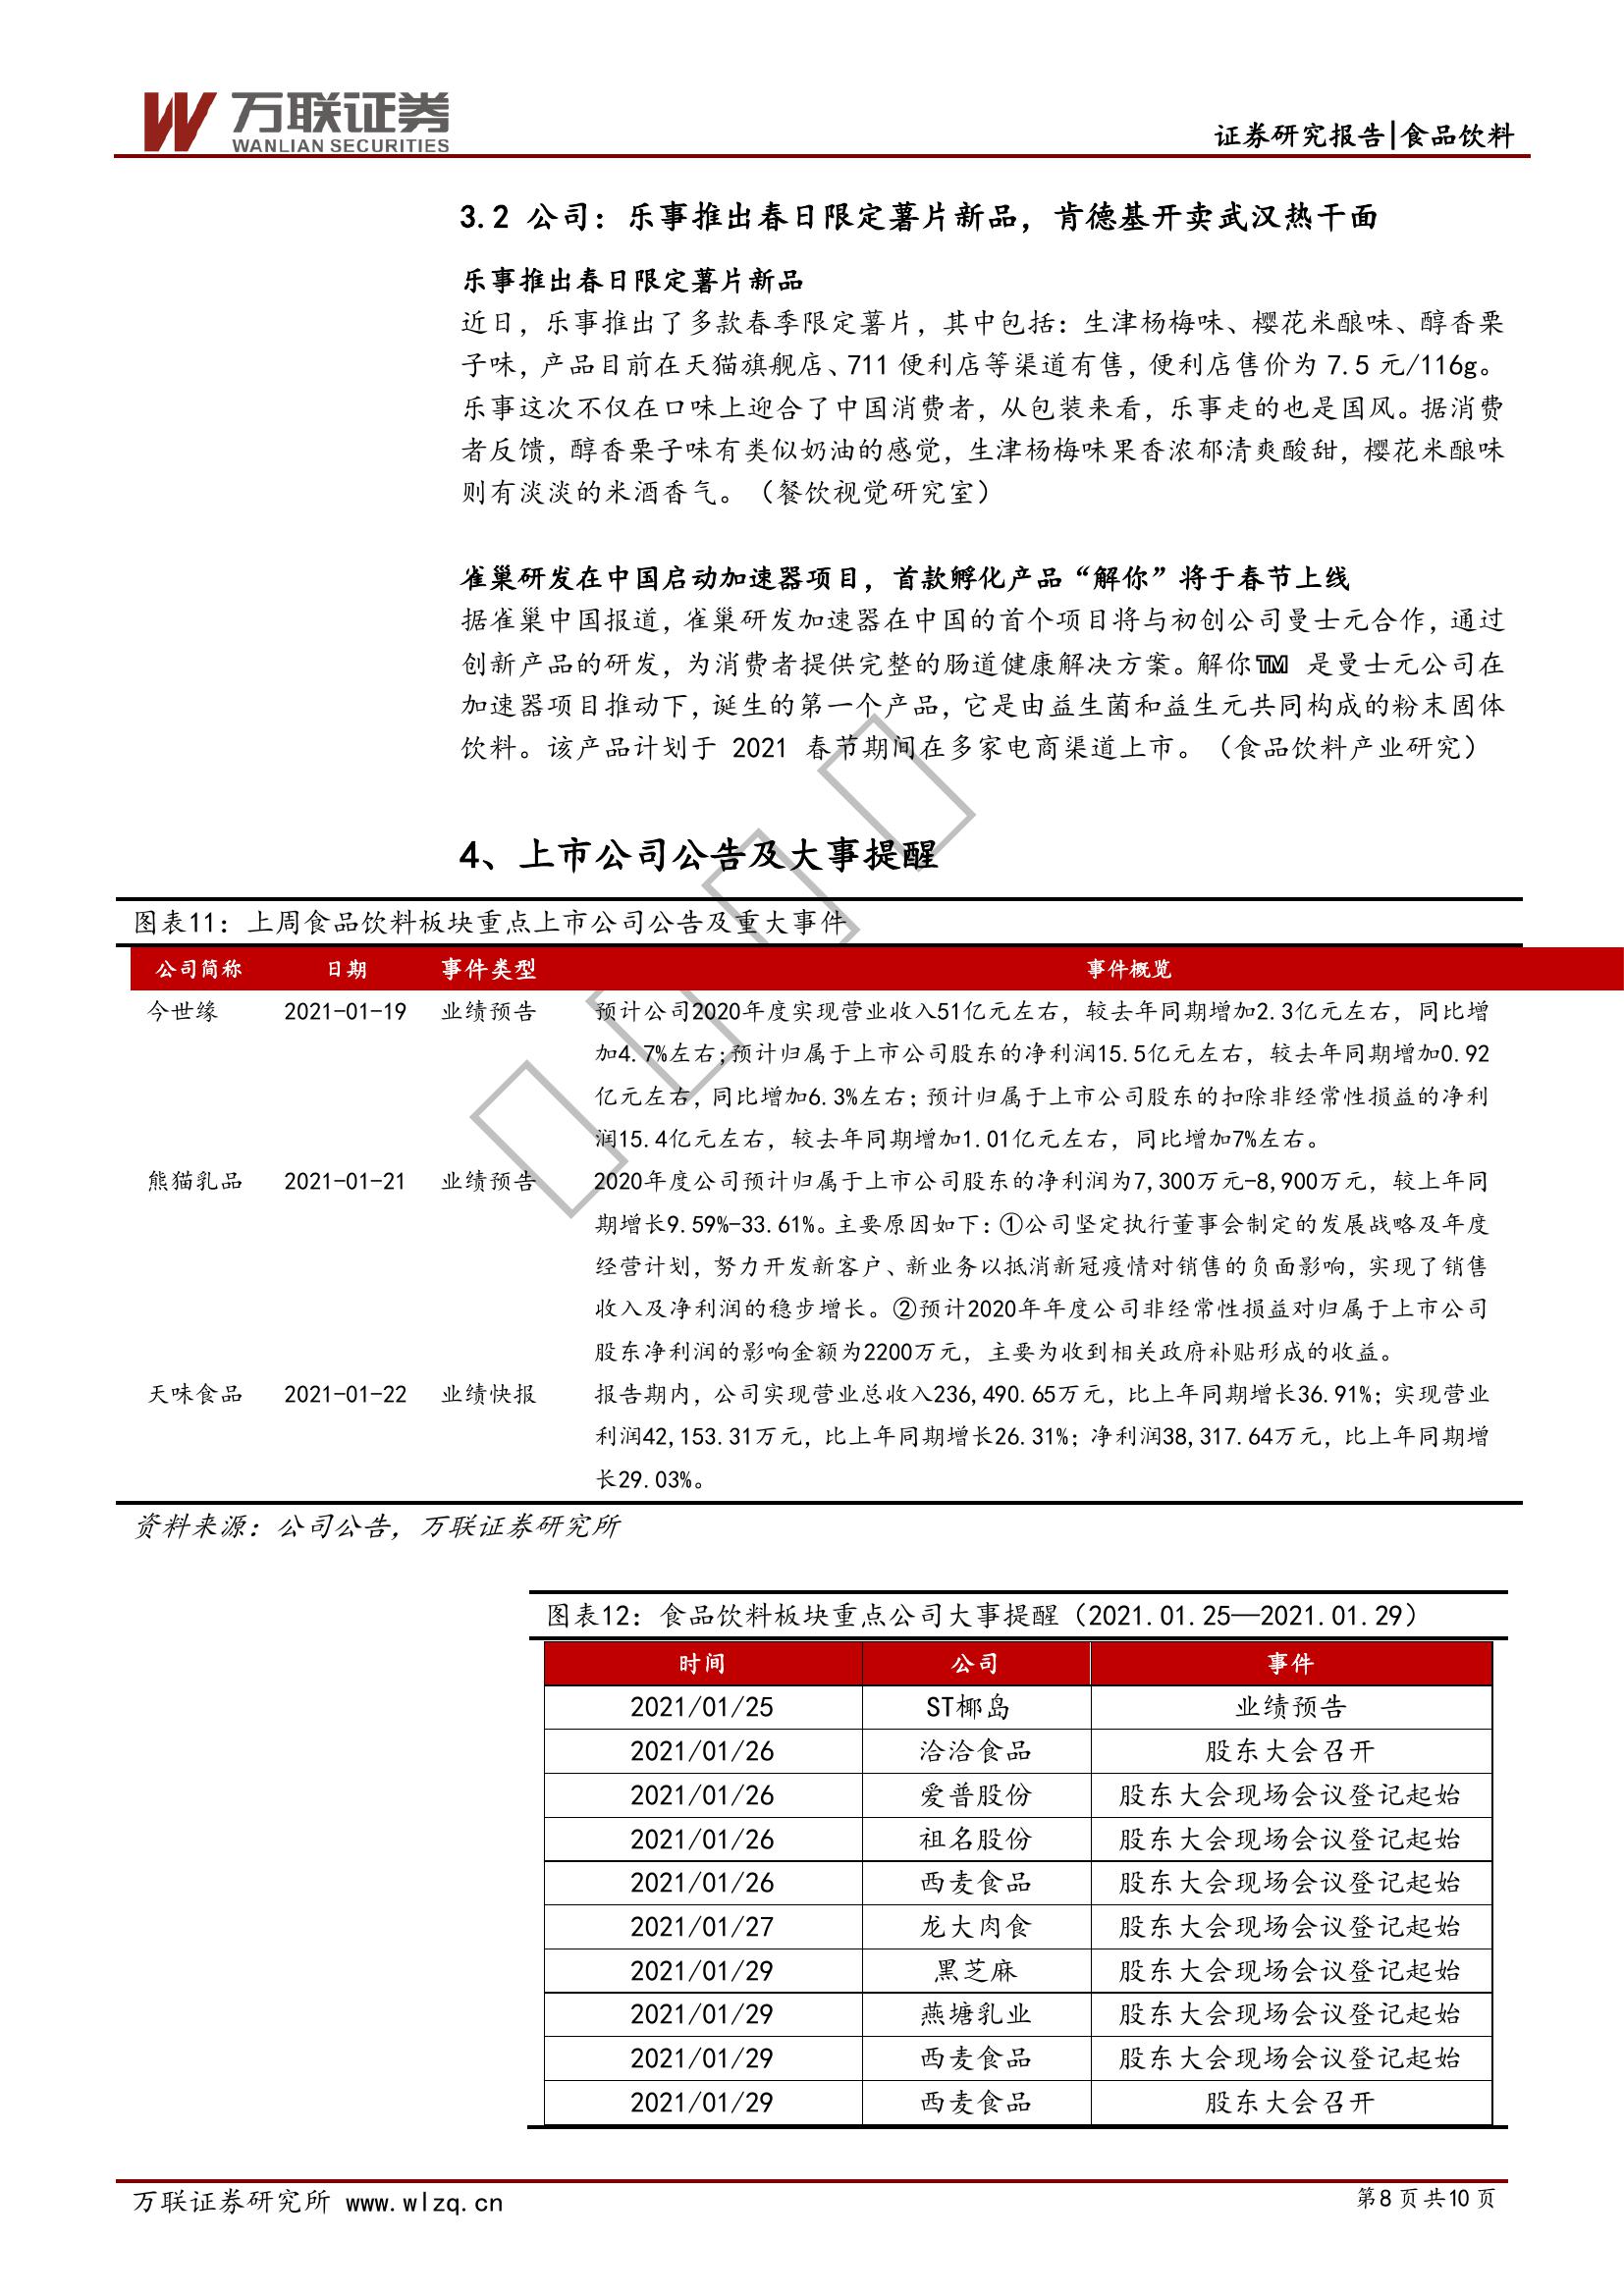 万联证券
WANLIAN SECURITIES
证券研究报告|食品饮料
3.2 公司：乐事推出春日限定薯片新品，肯德基开卖武汉热干面
乐事推出春日限定薯片新品
近日，乐事推出了多款春季限定薯片，其中包括：生津杨梅味、樱花米酿味、醇香栗
子味，产品目前在天猫旗舰店、711 便利店等渠道有售，便利店售价为 7.5 元/116g。
乐事这次不仅在口味上迎合了中国消费者，从包装来看，乐事走的也是国风。据消费
者反馈，醇香栗子味有类似奶油的感觉，生津杨梅味果香浓郁清爽酸甜，樱花米酿味
则有淡淡的米酒香气。（餐饮视觉研究室）
雀巢研发在中国启动加速器项目，首款孵化产品“解你”将于春节上线
据雀巢中国报道，雀巢研发加速器在中国的首个项目将与初创公司曼士元合作，通过
创新产品的研发，为消费者提供完整的肠道健康解决方案。解你™ 是曼士元公司在
加速器项目推动下，诞生的第一个产品，它是由益生菌和益生元共同构成的粉末固体
饮料。该产品计划于 2021 春节期间在多家电商渠道上市。（食品饮料产业研究）
4、上市公司公告及大事提醒
图表11：上周食品饮料板块重点上市公司公告及重大事件
公司简称 日期 事件类型 事件概览
今世缘 2021-01-19 业绩预告 预计公司2020年度实现营业收入51亿元左右，较去年同期增加2.3亿元左右，同比增
加4.7%左右;预计归属于上市公司股东的净利润15.5亿元左右，较去年同期增加0.92
亿元左右，同比增加6.3%左右；预计归属于上市公司股东的扣除非经常性损益的净利
润15.4亿元左右，较去年同期增加1.01亿元左右，同比增加7%左右。
熊猫乳品 2021-01-21 业绩预告 2020年度公司预计归属于上市公司股东的净利润为7,300万元-8,900万元，较上年同
期增长9.59%-33.61%。主要原因如下：①公司坚定执行董事会制定的发展战略及年度
经营计划，努力开发新客户、新业务以抵消新冠疫情对销售的负面影响，实现了销售
收入及净利润的稳步增长。②预计2020年年度公司非经常性损益对归属于上市公司
股东净利润的影响金额为2200万元，主要为收到相关政府补贴形成的收益。
天味食品 2021-01-22 业绩快报 报告期内，公司实现营业总收入236,490.65万元，比上年同期增长36.91%；实现营业
利润42,153.31万元，比上年同期增长26.31%；净利润38,317.64万元，比上年同期增
长29.03%。
资料来源：公司公告，万联证券研究所
图表12：食品饮料板块重点公司大事提醒（2021.01.25—2021.01.29）
时间 公司 事件
2021/01/25 ST椰岛 业绩预告
2021/01/26 洽洽食品 股东大会召开
2021/01/26 爱普股份 股东大会现场会议登记起始
2021/01/26 祖名股份 股东大会现场会议登记起始
2021/01/26 西麦食品 股东大会现场会议登记起始
2021/01/27 龙大肉食 股东大会现场会议登记起始
2021/01/29 黑芝麻 股东大会现场会议登记起始
2021/01/29 燕塘乳业 股东大会现场会议登记起始
2021/01/29 西麦食品 股东大会现场会议登记起始
2021/01/29 西麦食品 股东大会召开
万联证券研究所 www.wlzq.cn
第8页共10页